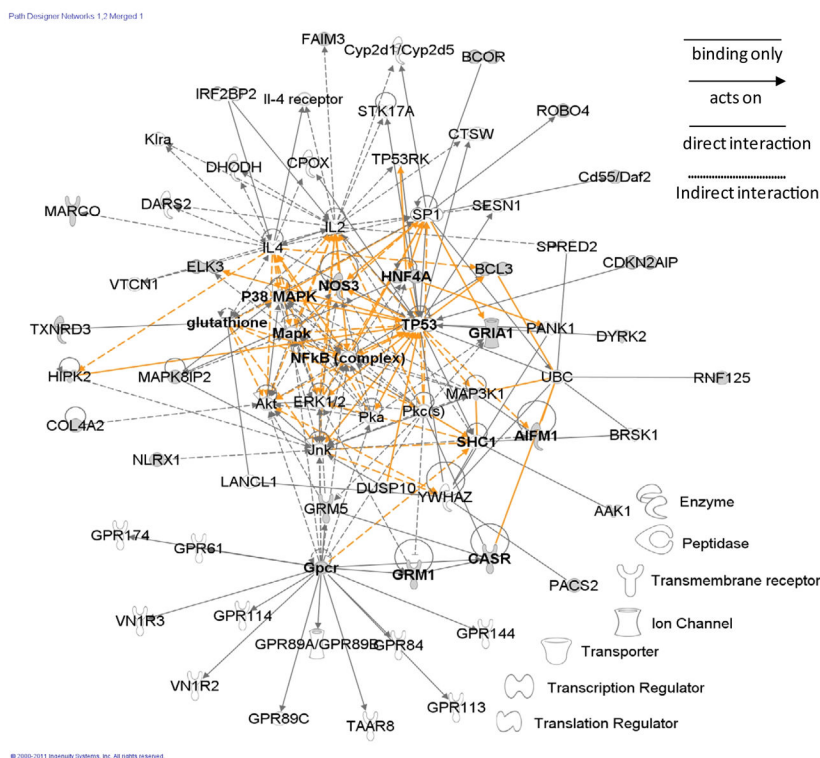 Path Designer Networks 1,2 Merged 1
FAIM3
Cyp2d1/Cyp2d5
BCOR
binding only
IRF2BP2
Il-4 receptor
STK17A
ROBO4
acts on
Klra
CTSW
direct interaction
DHODH
CPOX
TP53RK
Cd55/Daf2
Indirect interaction
MARCO
DARS2
IL2
SP1
SESN1
IL4
SPRED2
VTCN1
ELK3
NOS3
HNF4A
BCL3
CDKN2AIP
P38 MAPK
TXNRD3
glutathione
Mapk
TP53
GRIA1
PANK1
DYRK2
NFkB (complex)
HIPK2
MAPK8IP2
MAP3K1
UBC
RNF125
Akt
ERK1/2
Pka
Pkc(s)
COL4A2
SHC1
AIFM1
BRSK1
NLRX1
Jnk
LANCL1
DUSP10
YWHAZ
GRM5
AAK1
Enzyme
GPR174
GPR61
Peptidase
Gpcr
GRM1
CASR
PACS2
Transmembrane receptor
VN1R3
GPR114
GPR89A/GPR89B
GPR84
GPR144
Ion Channel
Transporter
VN1R2
Transcription Regulator
GPR89C
TAAR8
GPR113
Translation Regulator
© 2000-2011 Ingenuity Systems, Inc. All rights reserved.